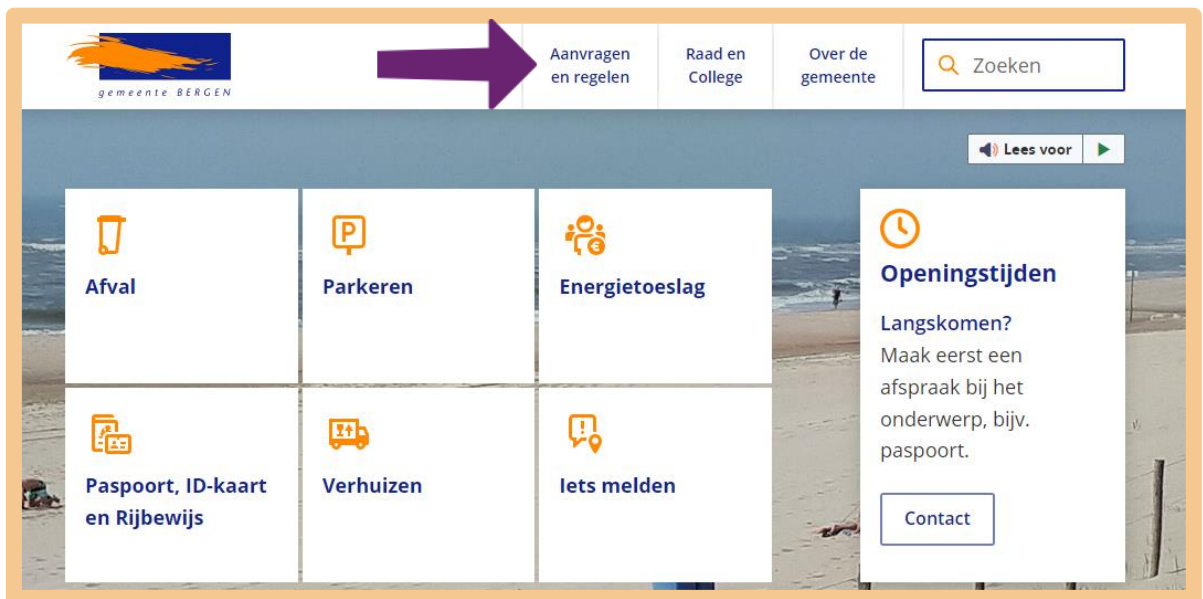 gemeente BERGEN
Aanvragen
en regelen
Raad en
College
Over de
gemeente
Zoeken
Lees voor
Afval
Parkeren
Energietoeslag
Paspoort, ID-kaart
en Rijbewijs
Verhuizen
Iets melden
Openingstijden
Langskomen?
Maak eerst een
afspraak bij het
onderwerp, bijv.
paspoort.
Contact